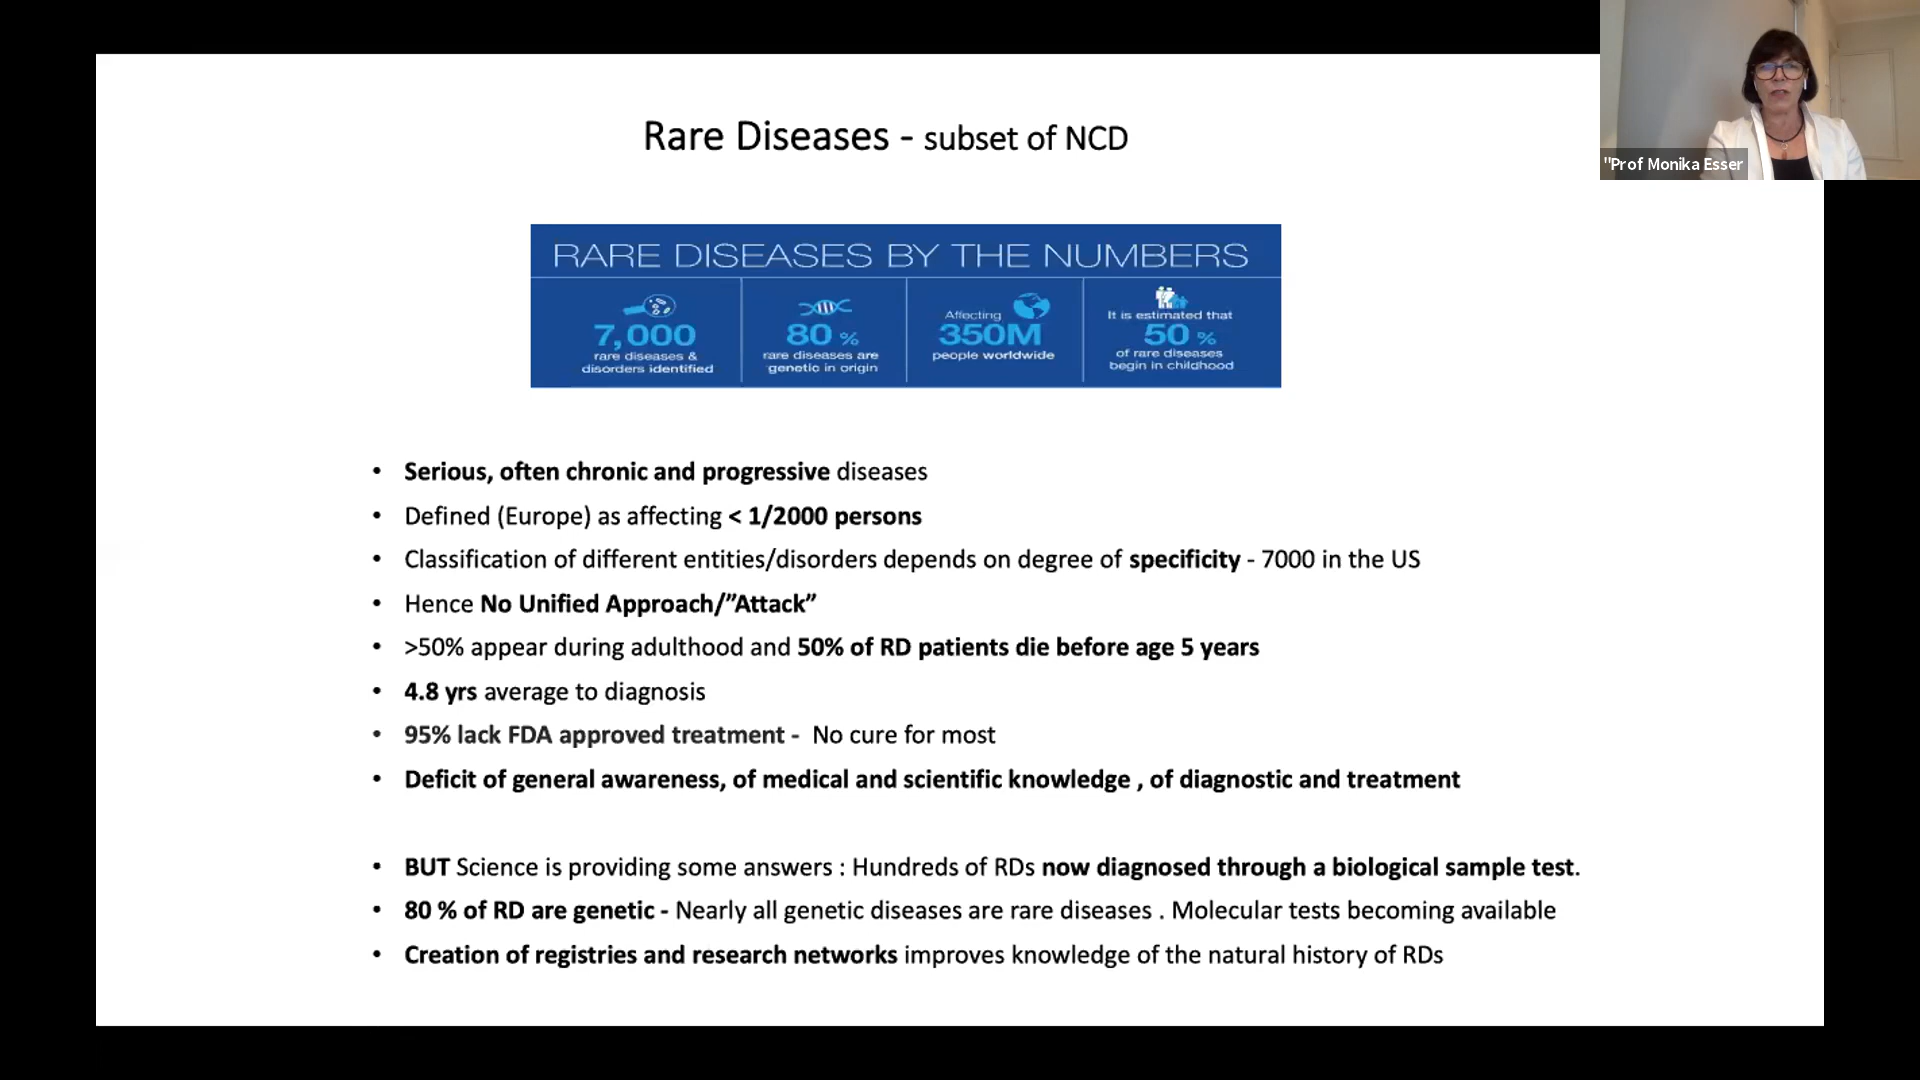 Rare Diseases - subset of NCD
"Prof Monika Esser
RARE DISEASES BY THE NUMBERS
7,000
rare diseases &
disorders identified
80 %
rare diseases are
genetic in origin
Affecting
350M
people worldwide
It is estimated that
50 %
of rare diseases
begin in childhood
• Serious, often chronic and progressive diseases
• Defined (Europe) as affecting < 1/2000 persons
• Classification of different entities/disorders depends on degree of specificity - 7000 in the US
• Hence No Unified Approach/”Attack”
• >50% appear during adulthood and 50% of RD patients die before age 5 years
• 4.8 yrs average to diagnosis
• 95% lack FDA approved treatment - No cure for most
• Deficit of general awareness, of medical and scientific knowledge , of diagnostic and treatment
• BUT Science is providing some answers : Hundreds of RDs now diagnosed through a biological sample test.
• 80 % of RD are genetic - Nearly all genetic diseases are rare diseases . Molecular tests becoming available
• Creation of registries and research networks improves knowledge of the natural history of RDs